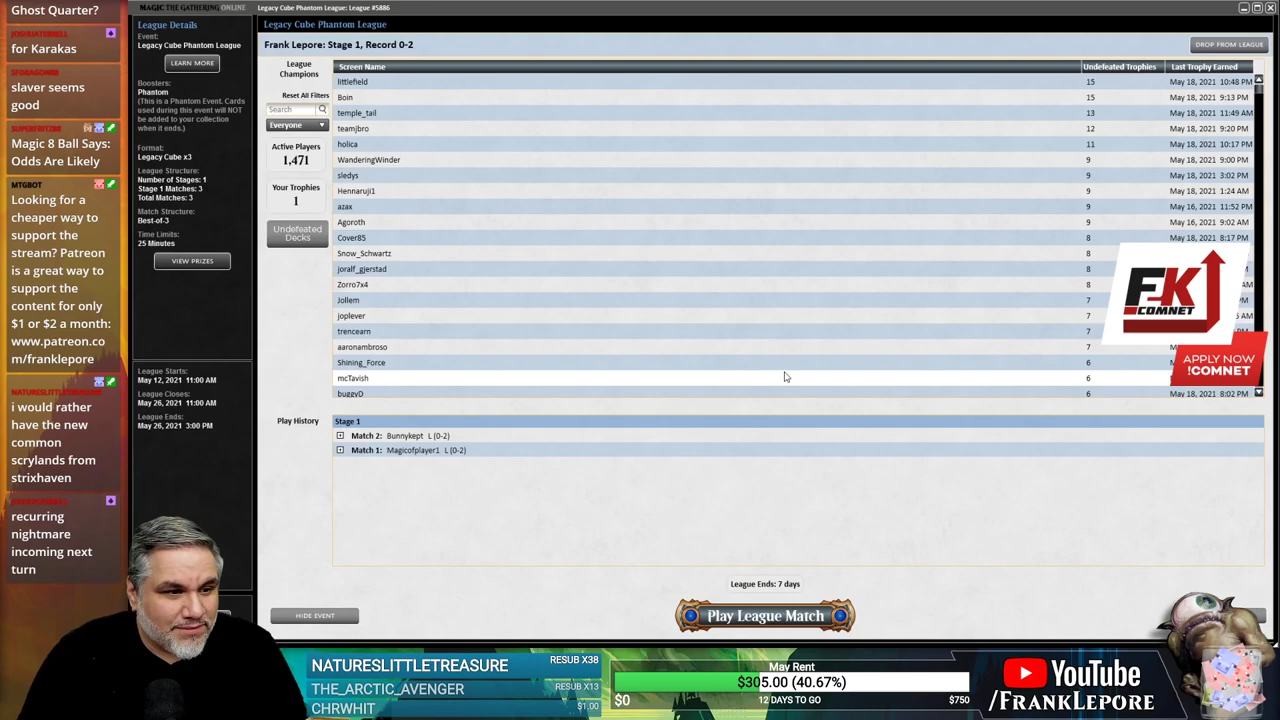 Ghost Quarter?
JOSHUATERRELL
for Karakas
SFDRAGON88
slaver seems
good
SUPERFRITZ88
Magic 8 Ball Says:
Odds Are Likely
MTGBOT
Looking for a
cheaper way to
support the
stream? Patreon
is a great way to
support the
content for only
$1 or $2 a month:
www.patreon.co
m/franklepore
NATURESLITTLE
i would rather
have the new
common
scrylands from
strixhaven
recurring
nightmare
incoming next
turn
MAGIC THE GATHERING ONLINE
Legacy Cube Phantom League: League #5886
League Details
Event:
Legacy Cube Phantom League
LEARN MORE
Boosters:
Phantom
(This is a Phantom Event. Cards
used during this event will NOT
be added to your collection
when it ends.)
Format:
Legacy Cube x3
League Structure:
Number of Stages: 1
Stage 1 Matches: 3
Total Matches: 3
Match Structure:
Best-of-3
Time Limits:
25 Minutes
VIEW PRIZES
League Starts:
May 12, 2021 11:00 AM
League Closes:
May 26, 2021 11:00 AM
League Ends:
May 26, 2021 3:00 PM
Legacy Cube Phantom League
Frank Lepore: Stage 1, Record 0-2
DROP FROM LEAGUE
League
Champions
Reset All Filters
Search
Everyone
Active Players
1,471
Your Trophies
1
Undefeated
Decks
Screen Name Undefeated Trophies Last Trophy Earned
littlefield 15 May 18, 2021 10:48 PM
Boin 15 May 18, 2021 9:13 PM
temple_tail 13 May 18, 2021 11:49 AM
teamjbro 12 May 18, 2021 9:20 PM
holica 11 May 18, 2021 10:17 PM
WanderingWinder 9 May 18, 2021 9:00 PM
sledys 9 May 18, 2021 3:02 PM
Hennaruji1 9 May 18, 2021 1:24 AM
azax 9 May 16, 2021 11:52 PM
Agoroth 9 May 16, 2021 9:02 AM
Cover85 8 May 18, 2021 8:17 PM
Snow_Schwartz 8
joralf_gjerstad 8
Zorro7x4 8 AM
Jollem 7
joplever 7 AM
trencearn 7
aaronambroso 7
Shining_Force 6
mcTavish 6
buggyD 6 May 18, 2021 8:02 PM
FK
COMNET
APPLY NOW
!COMNET
Play History
Stage 1
Match 2: Bunnykept L (0-2)
Match 1: Magicofplayer1 L (0-2)
League Ends: 7 days
HIDE EVENT
Play League Match
NATURESLITTLETREASURE RESUB X38
THE_ARCTIC_AVENGER RESUB X13
CHRWHIT $1.00
May Rent
$305.00 (40.67%)
$0 12 DAYS TO GO $750
YouTube
/FRANKLEPORE